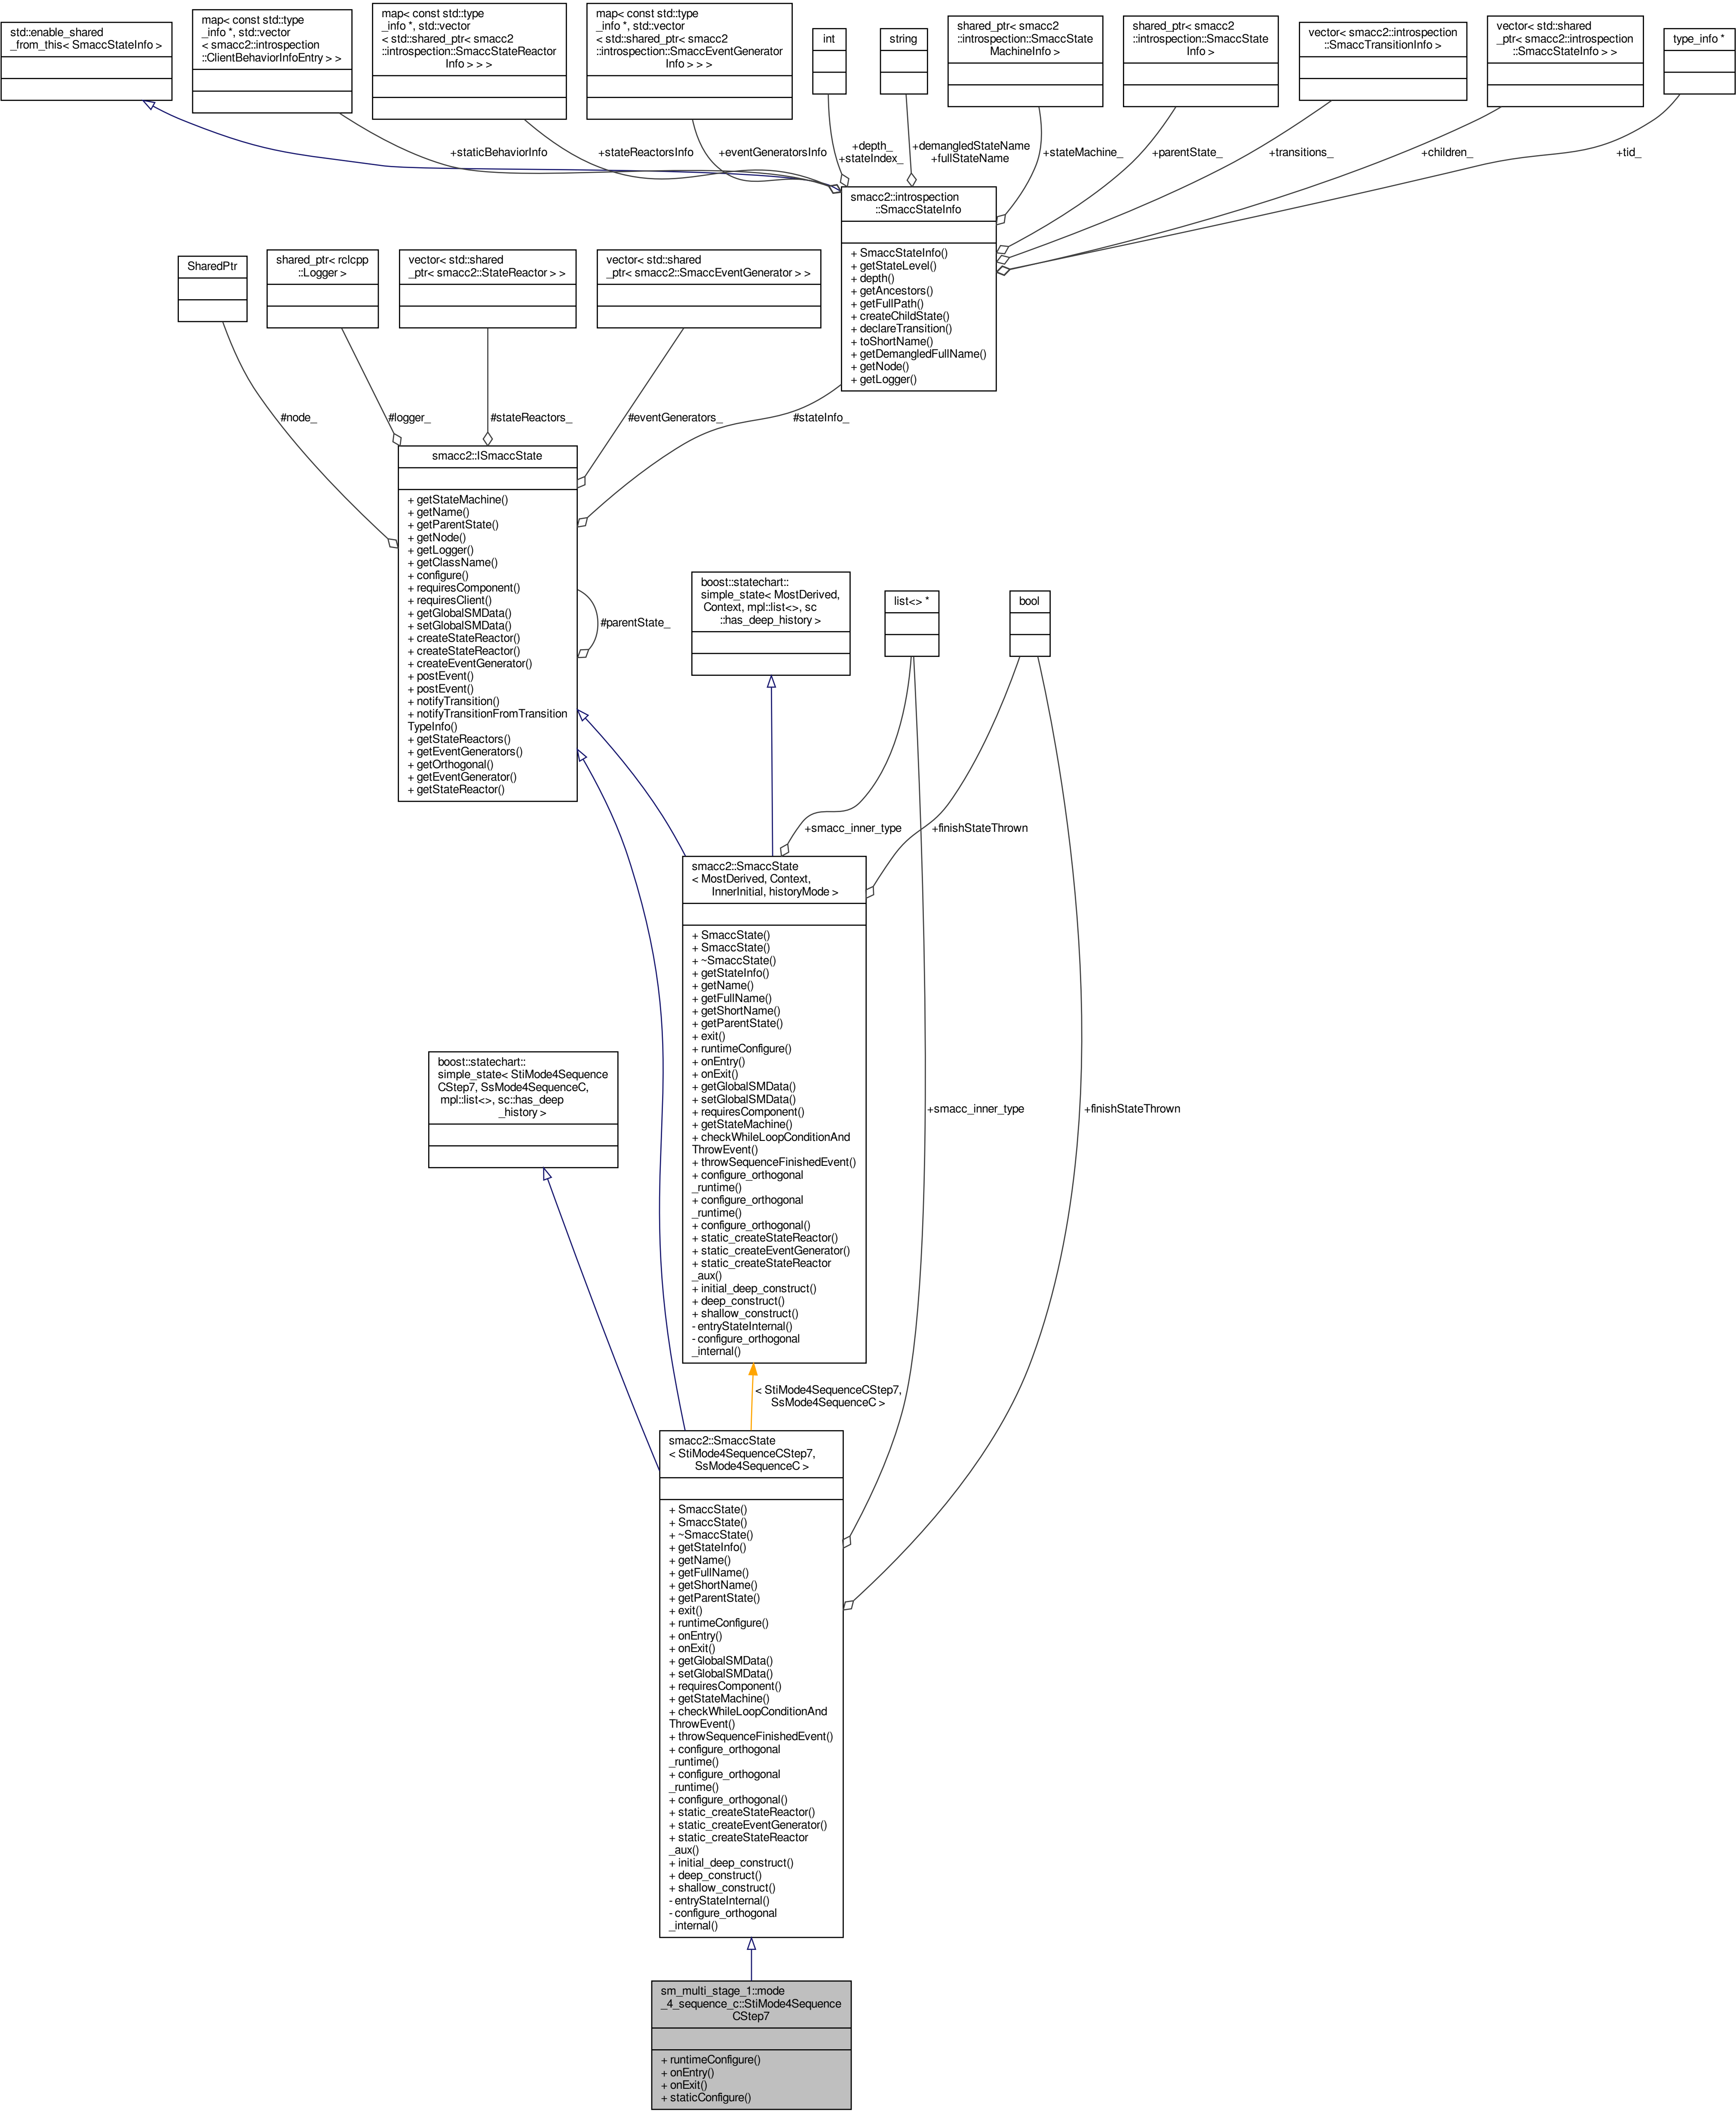 std::enable_shared
_from_this< SmaccStateInfo >
map< const std::type
_info *, std::vector
< smacc2::introspection
::ClientBehaviorInfoEntry > >
map< const std::type
_info *, std::vector
< std::shared_ptr< smacc2
::introspection::SmaccStateReactor
Info > > >
map< const std::type
_info *, std::vector
< std::shared_ptr< smacc2
::introspection::SmaccEventGenerator
Info > > >
int
string
shared_ptr< smacc2
::introspection::SmaccState
MachineInfo >
shared_ptr< smacc2
::introspection::SmaccState
Info >
vector< smacc2::introspection
::SmaccTransitionInfo >
vector< std::shared
_ptr< smacc2::introspection
::SmaccStateInfo > >
type_info *
+staticBehaviorInfo
+stateReactorsInfo
+eventGeneratorsInfo
+depth_
+stateIndex_
+demangledStateName
+fullStateName
+stateMachine_
+parentState_
+transitions_
+children_
+tid_
smacc2::introspection
::SmaccStateInfo
+ SmaccStateInfo()
+ getStateLevel()
+ depth()
+ getAncestors()
+ getFullPath()
+ createChildState()
+ declareTransition()
+ toShortName()
+ getDemangledFullName()
+ getNode()
+ getLogger()
SharedPtr
shared_ptr< rclcpp
::Logger >
vector< std::shared
_ptr< smacc2::StateReactor > >
vector< std::shared
_ptr< smacc2::SmaccEventGenerator > >
#node_
#logger_
#stateReactors_
#eventGenerators_
#stateInfo_
smacc2::ISmaccState
+ getStateMachine()
+ getName()
+ getParentState()
+ getNode()
+ getLogger()
+ getClassName()
+ configure()
+ requiresComponent()
+ requiresClient()
+ getGlobalSMData()
+ setGlobalSMData()
+ createStateReactor()
+ createStateReactor()
+ createEventGenerator()
+ postEvent()
+ postEvent()
+ notifyTransition()
+ notifyTransitionFromTransition
TypeInfo()
+ getStateReactors()
+ getEventGenerators()
+ getOrthogonal()
+ getEventGenerator()
+ getStateReactor()
#parentState_
boost::statechart::
simple_state< MostDerived,
Context, mpl::list<>, sc
::has_deep_history >
list<> *
bool
+smacc_inner_type
+finishStateThrown
smacc2::SmaccState
< MostDerived, Context,
InnerInitial, historyMode >
+ SmaccState()
+ SmaccState()
+ ~SmaccState()
+ getStateInfo()
+ getName()
+ getFullName()
+ getShortName()
+ getParentState()
+ exit()
+ runtimeConfigure()
+ onEntry()
+ onExit()
+ getGlobalSMData()
+ setGlobalSMData()
+ requiresComponent()
+ getStateMachine()
+ checkWhileLoopConditionAnd
ThrowEvent()
+ throwSequenceFinishedEvent()
+ configure_orthogonal
_runtime()
+ configure_orthogonal
_runtime()
+ configure_orthogonal()
+ static_createStateReactor()
+ static_createEventGenerator()
+ static_createStateReactor
_aux()
+ initial_deep_construct()
+ deep_construct()
+ shallow_construct()
- entryStateInternal()
- configure_orthogonal
_internal()
boost::statechart::
simple_state< StiMode4Sequence
CStep7, SsMode4SequenceC,
mpl::list<>, sc::has_deep
_history >
+smacc_inner_type
+finishStateThrown
< StiMode4SequenceCStep7,
SsMode4SequenceC >
smacc2::SmaccState
< StiMode4SequenceCStep7,
SsMode4SequenceC >
+ SmaccState()
+ SmaccState()
+ ~SmaccState()
+ getStateInfo()
+ getName()
+ getFullName()
+ getShortName()
+ getParentState()
+ exit()
+ runtimeConfigure()
+ onEntry()
+ onExit()
+ getGlobalSMData()
+ setGlobalSMData()
+ requiresComponent()
+ getStateMachine()
+ checkWhileLoopConditionAnd
ThrowEvent()
+ throwSequenceFinishedEvent()
+ configure_orthogonal
_runtime()
+ configure_orthogonal
_runtime()
+ configure_orthogonal()
+ static_createStateReactor()
+ static_createEventGenerator()
+ static_createStateReactor
_aux()
+ initial_deep_construct()
+ deep_construct()
+ shallow_construct()
- entryStateInternal()
- configure_orthogonal
_internal()
sm_multi_stage_1::mode
_4_sequence_c::StiMode4Sequence
CStep7
+ runtimeConfigure()
+ onEntry()
+ onExit()
+ staticConfigure()